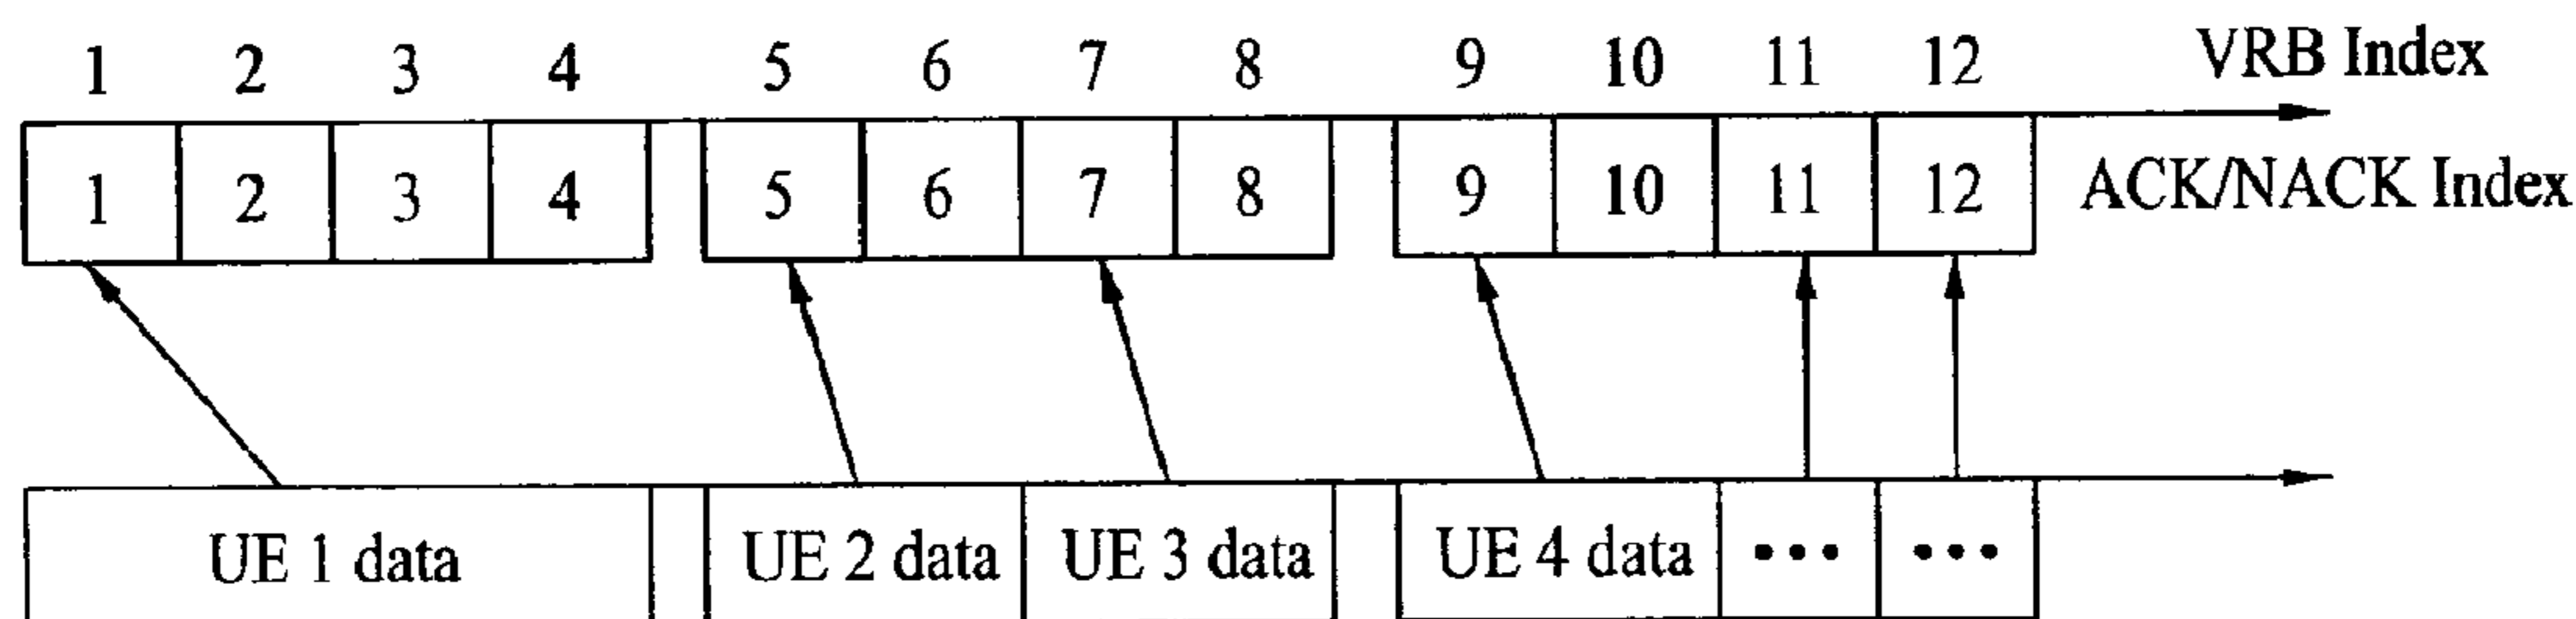 1 2 3 4 5 6 7 8 9 10 11 12 VRB Index
1 2 3 4 5 6 7 8 9 10 11 12 ACK/NACK Index
UE 1 data UE 2 data UE 3 data UE 4 data ••• •••